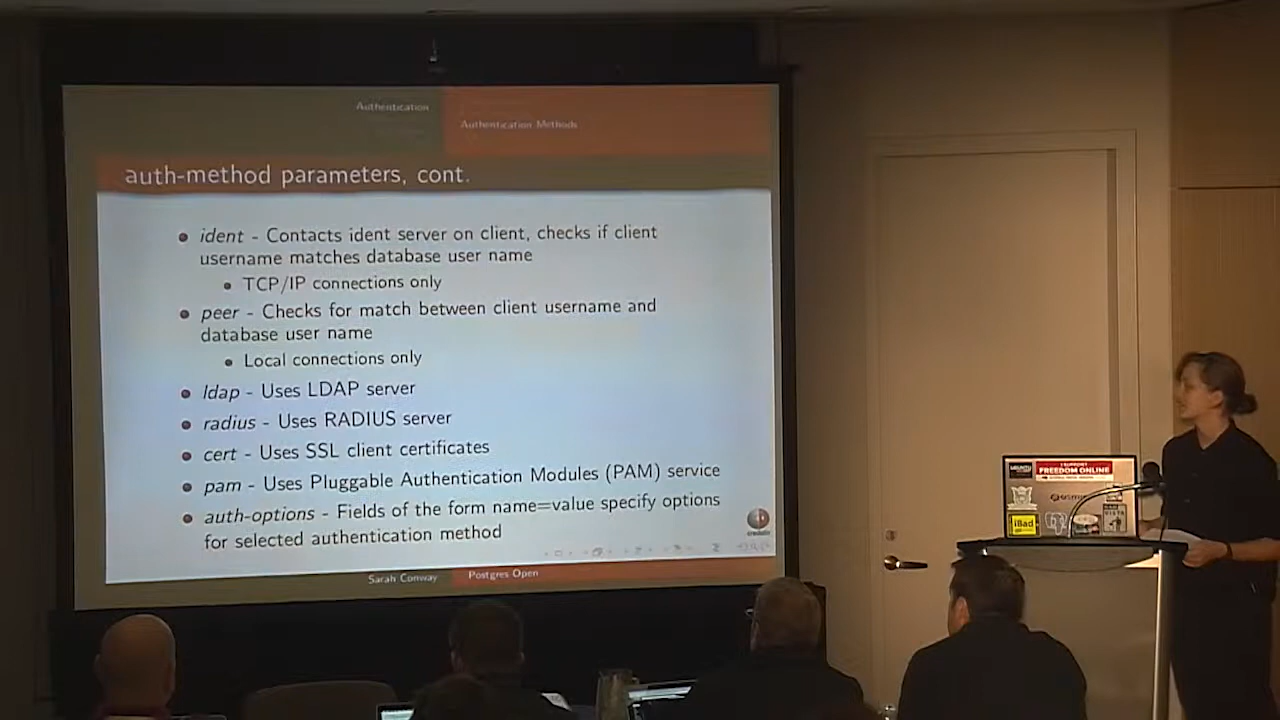 Authentication
Authentication Methods
auth-method parameters, cont.
ident - Contacts ident server on client, checks if client
username matches database user name
TCP/IP connections only
peer - Checks for match between client username and
database user name
Local connections only
ldap - Uses LDAP server
radius - Uses RADIUS server
cert - Uses SSL client certificates
pam - Uses Pluggable Authentication Modules (PAM) service
auth-options - Fields of the form name=value specify options
for selected authentication method
credativ
Sarah Conway
Postgres Open
I SUPPORT
FREEDOM ONLINE
iBad